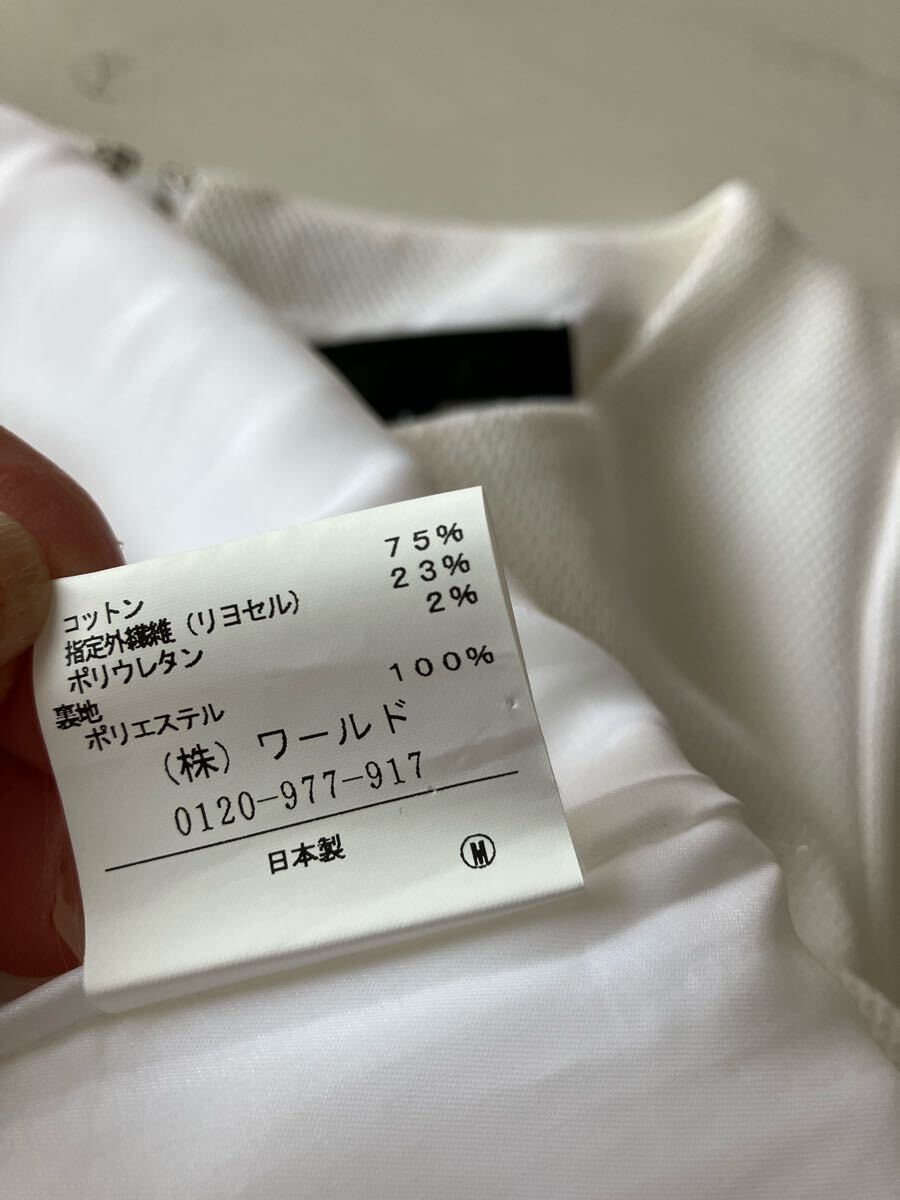 コットン 75%
指定外繊維（リヨセル） 23%
ポリウレタン 2%
裏地
ポリエステル 100%
（株）ワールド
0120-977-917
日本製 Ⓜ